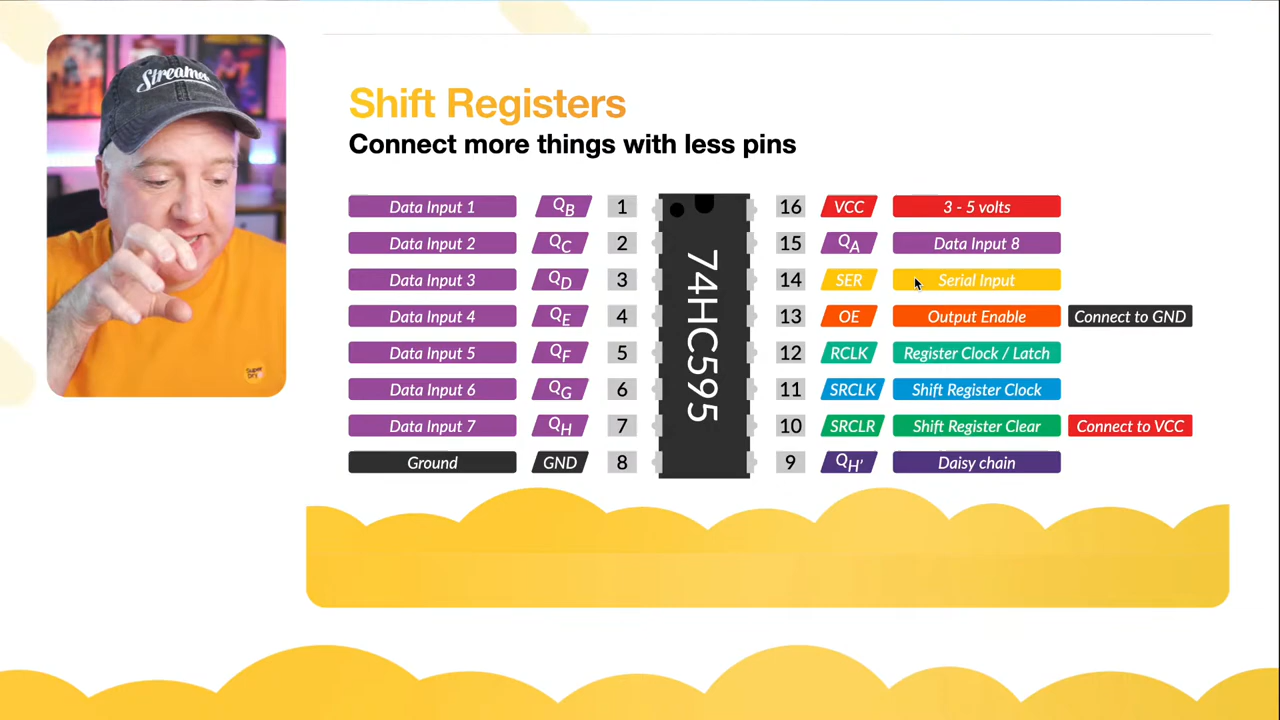 Streamer
Shift Registers
Connect more things with less pins
Data Input 1 QB 1 16 VCC 3 - 5 volts
Data Input 2 QC 2 15 QA Data Input 8
Data Input 3 QD 3 14 SER Serial Input
Data Input 4 QE 4 13 OE Output Enable Connect to GND
Data Input 5 QF 5 12 RCLK Register Clock / Latch
Data Input 6 QG 6 11 SRCLK Shift Register Clock
Data Input 7 QH 7 10 SRCLR Shift Register Clear Connect to VCC
Ground GND 8 9 QH' Daisy chain
74HC595